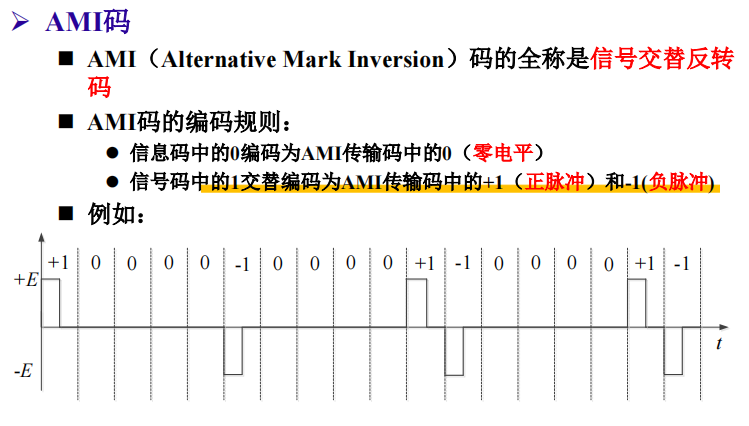 ➢ AMI码
■ AMI（Alternative Mark Inversion）码的全称是信号交替反转
码
■ AMI码的编码规则：
● 信息码中的0编码为AMI传输码中的0（零电平）
● 信号码中的1交替编码为AMI传输码中的+1（正脉冲）和-1(负脉冲)
■ 例如：
+1 0 0 0 0 -1 0 0 0 0 +1 -1 0 0 0 0 +1 -1
+E
t
-E